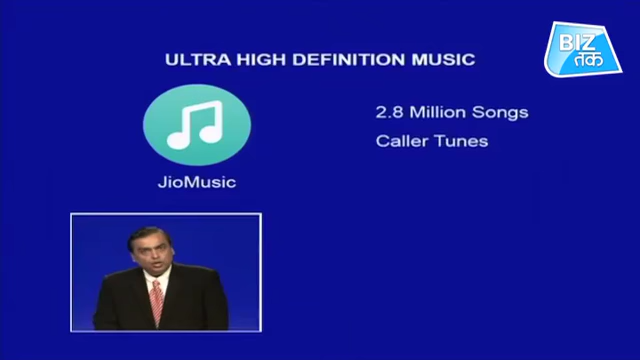 BIZ
तक
ULTRA HIGH DEFINITION MUSIC
2.8 Million Songs
Caller Tunes
JioMusic